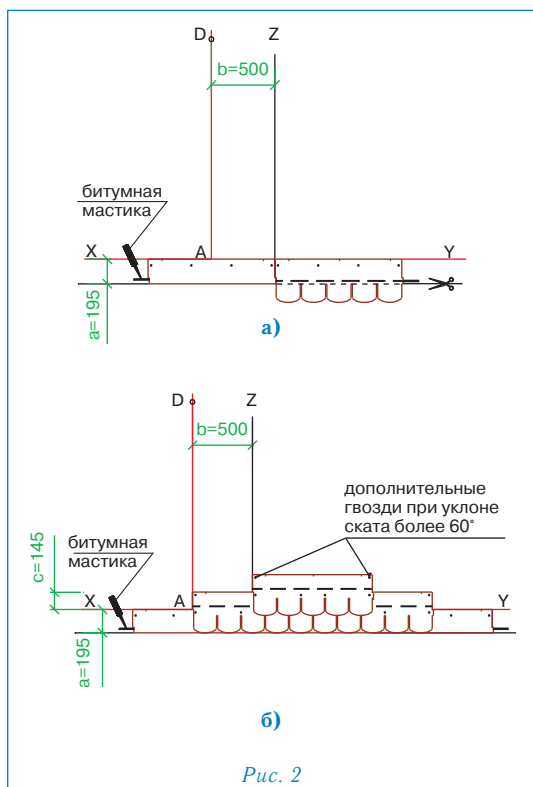 D
Z
b=500
битумная
мастика
X
A
Y
a=195
а)
D
Z
b=500
дополнительные
гвозди при уклоне
ската более 60°
битумная
мастика
c=145
X
A
Y
a=195
б)
Рис. 2